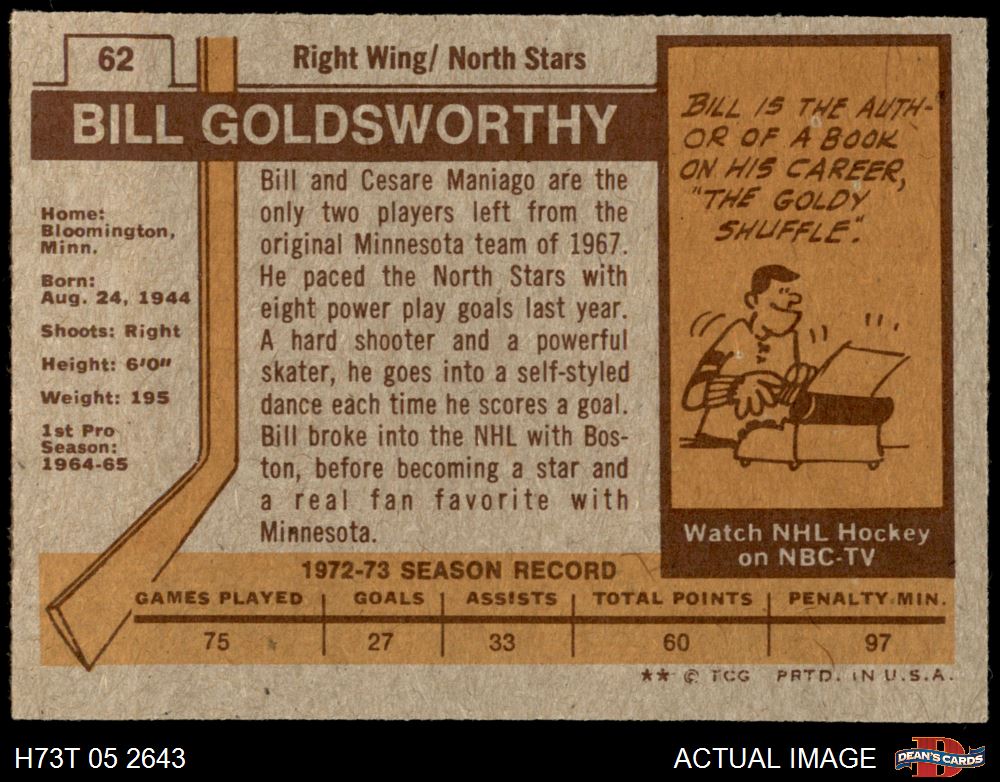 62
Right Wing/ North Stars
BILL GOLDSWORTHY
Home:
Bloomington,
Minn.
Born:
Aug. 24, 1944
Shoots: Right
Height: 6'0"
Weight: 195
1st Pro
Season:
1964-65
Bill and Cesare Maniago are the
only two players left from the
original Minnesota team of 1967.
He paced the North Stars with
eight power play goals last year.
A hard shooter and a powerful
skater, he goes into a self-styled
dance each time he scores a goal.
Bill broke into the NHL with Bos-
ton, before becoming a star and
a real fan favorite with
Minnesota.
BILL IS THE AUTH-
OR OF A BOOK
ON HIS CAREER,
"THE GOLDY
SHUFFLE".
Watch NHL Hockey
on NBC-TV
1972-73 SEASON RECORD
GAMES PLAYED GOALS ASSISTS TOTAL POINTS PENALTY MIN.
75 27 33 60 97
** © TCG PRTD. IN U.S.A.
H73T 05 2643
ACTUAL IMAGE
DEAN'S CARDS